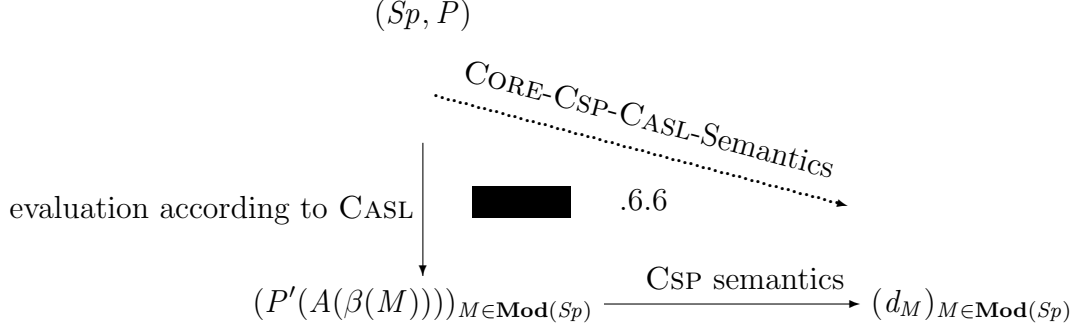 (Sp, P)
CORE-CSP-CASL-Semantics
evaluation according to CASL
.6.6
CSP semantics
(P′(A(β(M))))M∈Mod(Sp)
(dM)M∈Mod(Sp)